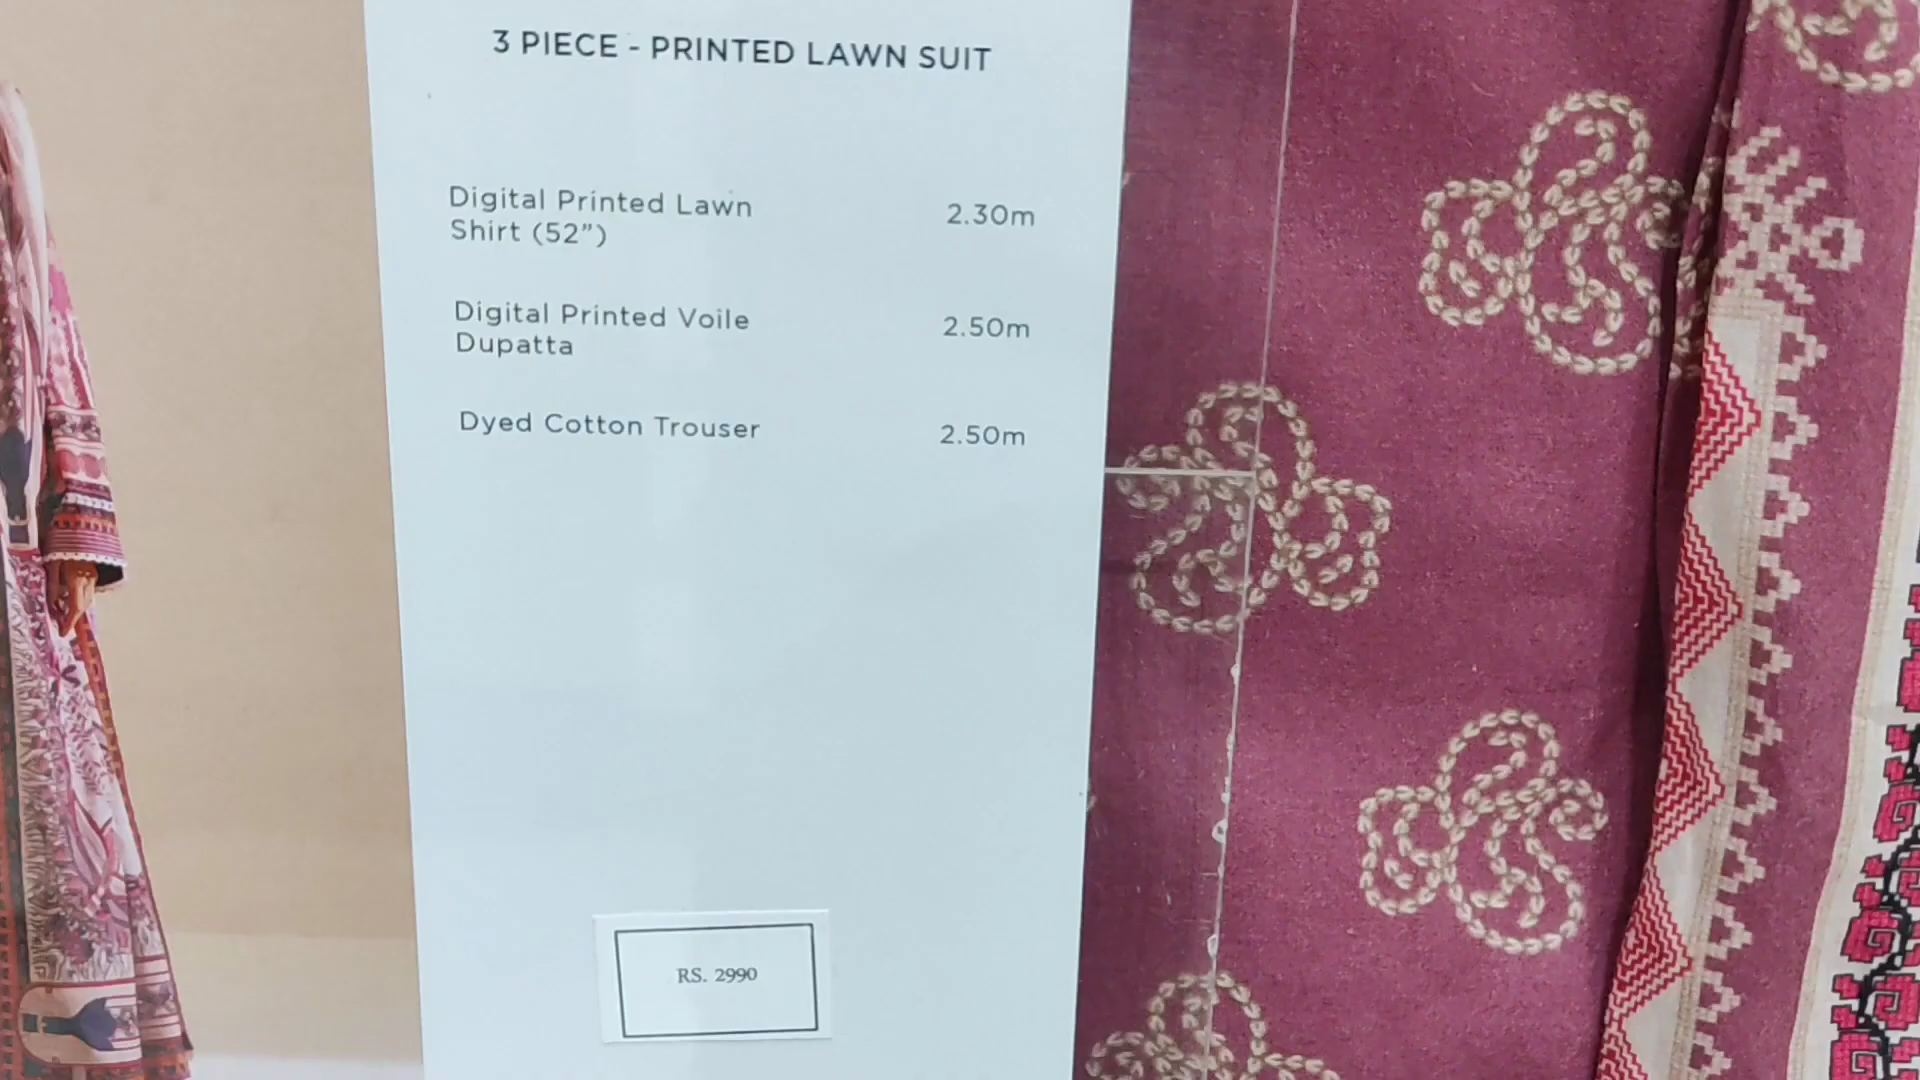 3 PIECE - PRINTED LAWN SUIT
Digital Printed Lawn 2.30m
Shirt (52")
Digital Printed Voile 2.50m
Dupatta
Dyed Cotton Trouser 2.50m
RS. 2990